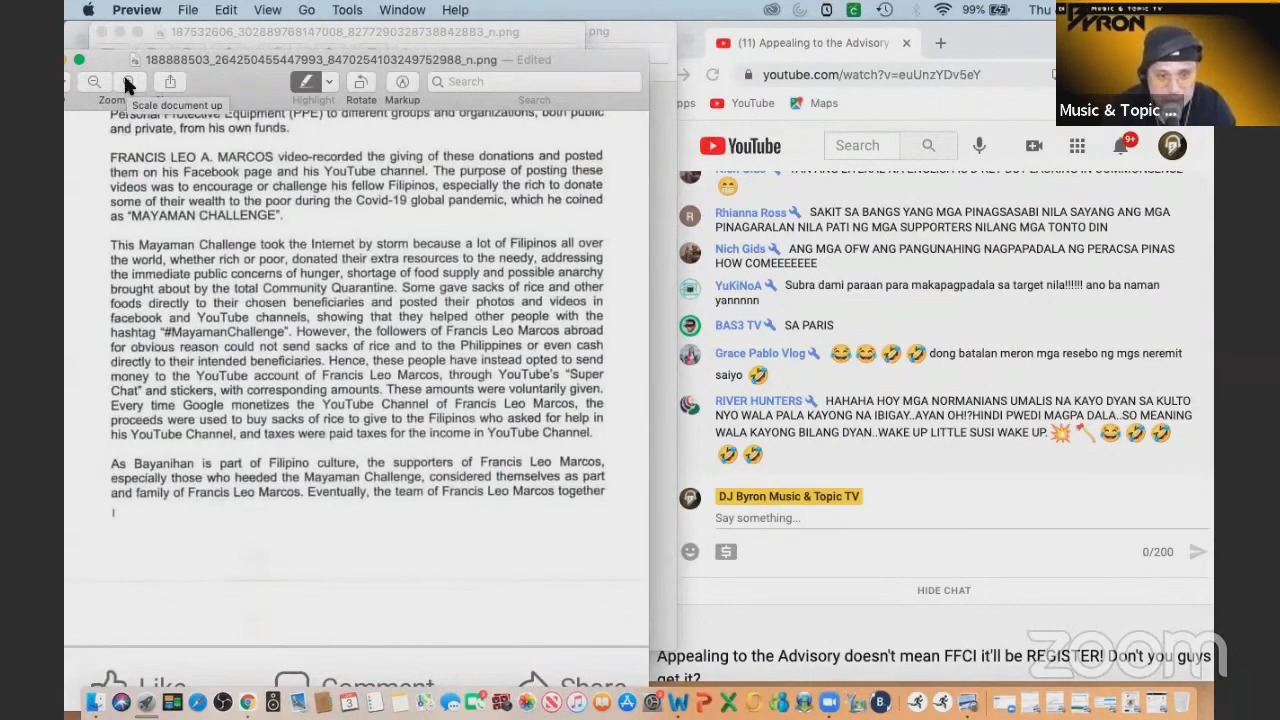 Preview File Edit View Go Tools Window Help
99%
Thu
187532606_302889768147008_8277290328738842883_n.png
png
188888503_264250455447993_8470254103249752988_n.png — Edited
Zoom
Scale document up
Highlight
Rotate
Markup
Search
Search
Personal Protective Equipment (PPE) to different groups and organizations, both public
and private, from his own funds.
FRANCIS LEO A. MARCOS video-recorded the giving of these donations and posted
them on his Facebook page and his YouTube channel. The purpose of posting these
videos was to encourage or challenge his fellow Filipinos, especially the rich to donate
some of their wealth to the poor during the Covid-19 global pandemic, which he coined
as “MAYAMAN CHALLENGE”.
This Mayaman Challenge took the Internet by storm because a lot of Filipinos all over
the world, whether rich or poor, donated their extra resources to the needy, addressing
the immediate public concerns of hunger, shortage of food supply and possible anarchy
brought about by the total Community Quarantine. Some gave sacks of rice and other
foods directly to their chosen beneficiaries and posted their photos and videos in
facebook and YouTube channels, showing that they helped other people with the
hashtag “#MayamanChallenge”. However, the followers of Francis Leo Marcos abroad
for obvious reason could not send sacks of rice and to the Philippines or even cash
directly to their intended beneficiaries. Hence, these people have instead opted to send
money to the YouTube account of Francis Leo Marcos, through YouTube's “Super
Chat” and stickers, with corresponding amounts. These amounts were voluntarily given.
Every time Google monetizes the YouTube Channel of Francis Leo Marcos, the
proceeds were used to buy sacks of rice to give to the Filipinos who asked for help in
his YouTube Channel, and taxes were paid taxes for the income in YouTube Channel.
As Bayanihan is part of Filipino culture, the supporters of Francis Leo Marcos,
especially those who heeded the Mayaman Challenge, considered themselves as part
and family of Francis Leo Marcos. Eventually, the team of Francis Leo Marcos together
Like Comment Share
(11) Appealing to the Advisory
youtube.com/watch?v=euUnzYDv5eY
YouTube Maps
YouTube
Search
9+
Rhianna Ross SAKIT SA BANGS YANG MGA PINAGSASABI NILA SAYANG ANG MGA
PINAGARALAN NILA PATI NG MGA SUPPORTERS NILANG MGA TONTO DIN
Nich Gids ANG MGA OFW ANG PANGUNAHING NAGPAPADALA NG PERACSA PINAS
HOW COMEEEEEEE
YuKiNoA Subra dami paraan para makapagpadala sa target nila!!!!!! ano ba naman
yannnnn
BAS3 TV SA PARIS
Grace Pablo Vlog 😂😂🤣🤣 dong batalan meron mga resebo ng mgs neremit
saiyo 🤣
RIVER HUNTERS HAHAHA HOY MGA NORMANIANS UMALIS NA KAYO DYAN SA KULTO
NYO WALA PALA KAYONG NA IBIGAY..AYAN OH!?HINDI PWEDI MAGPA DALA..SO MEANING
WALA KAYONG BILANG DYAN..WAKE UP LITTLE SUSI WAKE UP. 💥🪓😂🤣🤣
🤣🤣
DJ Byron Music & Topic TV
Say something...
0/200
HIDE CHAT
Appealing to the Advisory doesn't mean FFCI it'll be REGISTER! Don't you guys
get it?
BYRON
Music & Topic ...
zoom